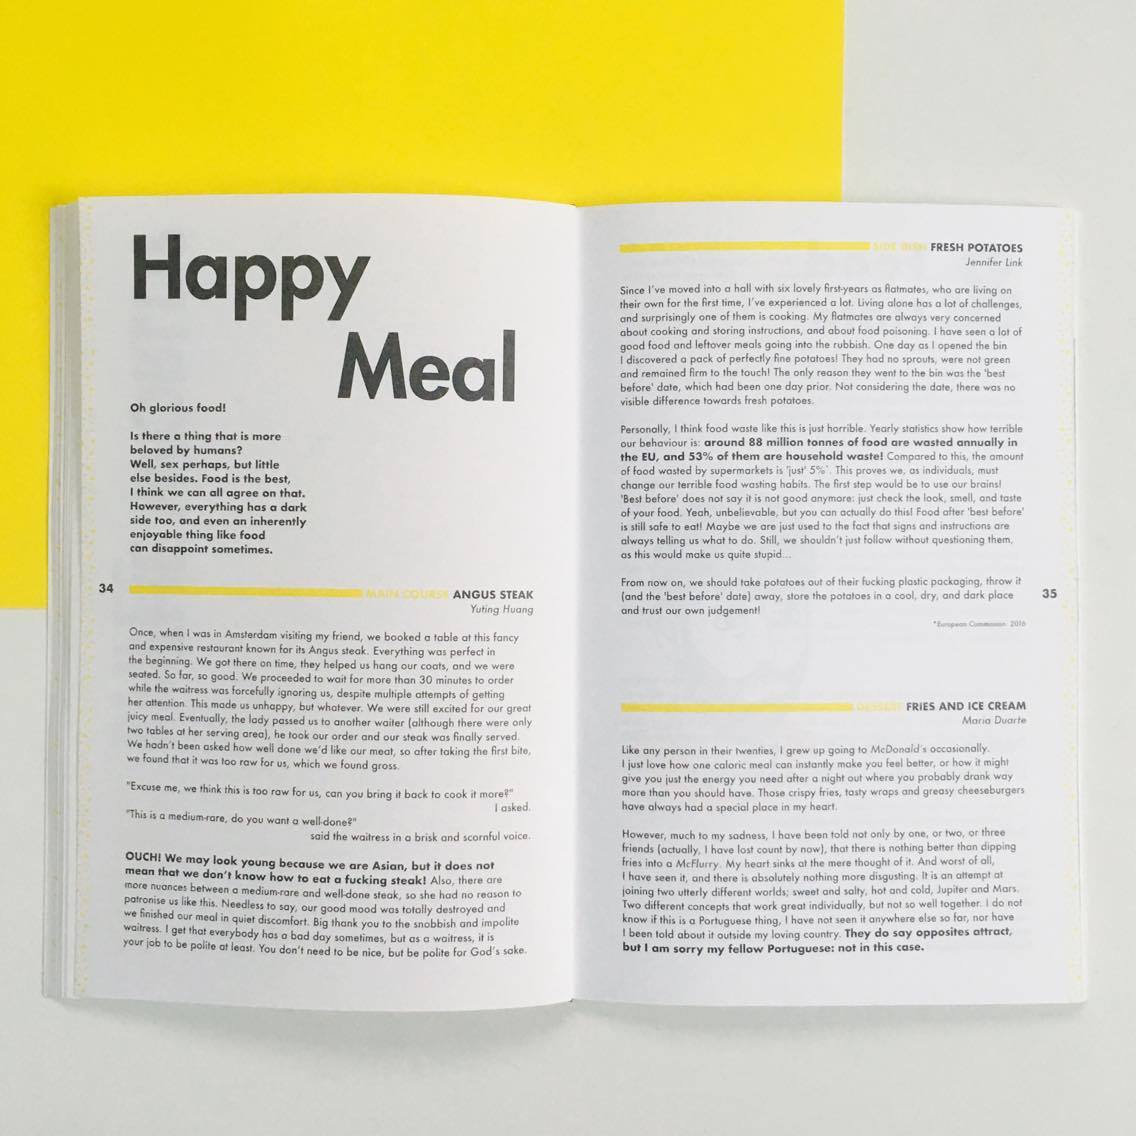 Happy
Meal
Oh glorious food!
Is there a thing that is more
beloved by humans?
Well, sex perhaps, but little
else besides. Food is the best,
I think we can all agree on that.
However, everything has a dark
side too, and even an inherently
enjoyable thing like food
can disappoint sometimes.
34
MAIN COURSE ANGUS STEAK
Yuting Huang
Once, when I was in Amsterdam visiting my friend, we booked a table at this fancy
and expensive restaurant known for its Angus steak. Everything was perfect in
the beginning. We got there on time, they helped us hang our coats, and we were
seated. So far, so good. We proceeded to wait for more than 30 minutes to order
while the waitress was forcefully ignoring us, despite multiple attempts of getting
her attention. This made us unhappy, but whatever. We were still excited for our great
juicy meal. Eventually, the lady passed us to another waiter (although there were only
two tables at her serving area), he took our order and our steak was finally served.
We hadn't been asked how well done we'd like our meat, so after taking the first bite,
we found that it was too raw for us, which we found gross.
"Excuse me, we think this is too raw for us, can you bring it back to cook it more?"
I asked.
"This is a medium-rare, do you want a well-done?"
said the waitress in a brisk and scornful voice.
OUCH! We may look young because we are Asian, but it does not
mean that we don't know how to eat a fucking steak! Also, there are
more nuances between a medium-rare and well-done steak, so she had no reason to
patronise us like this. Needless to say, our good mood was totally destroyed and
we finished our meal in quiet discomfort. Big thank you to the snobbish and impolite
waitress. I get that everybody has a bad day sometimes, but as a waitress, it is
your job to be polite at least. You don't need to be nice, but be polite for God's sake.
SIDE DISH FRESH POTATOES
Jennifer Link
Since I've moved into a hall with six lovely first-years as flatmates, who are living on
their own for the first time, I've experienced a lot. Living alone has a lot of challenges,
and surprisingly one of them is cooking. My flatmates are always very concerned
about cooking and storing instructions, and about food poisoning. I have seen a lot of
good food and leftover meals going into the rubbish. One day as I opened the bin
I discovered a pack of perfectly fine potatoes! They had no sprouts, were not green
and remained firm to the touch! The only reason they went to the bin was the 'best
before' date, which had been one day prior. Not considering the date, there was no
visible difference towards fresh potatoes.
Personally, I think food waste like this is just horrible. Yearly statistics show how terrible
our behaviour is: around 88 million tonnes of food are wasted annually in
the EU, and 53% of them are household waste! Compared to this, the amount
of food wasted by supermarkets is 'just' 5%*. This proves we, as individuals, must
change our terrible food wasting habits. The first step would be to use our brains!
'Best before' does not say it is not good anymore: just check the look, smell, and taste
of your food. Yeah, unbelievable, but you can actually do this! Food after 'best before'
is still safe to eat! Maybe we are just used to the fact that signs and instructions are
always telling us what to do. Still, we shouldn't just follow without questioning them,
as this would make us quite stupid...
From now on, we should take potatoes out of their fucking plastic packaging, throw it
(and the 'best before' date) away, store the potatoes in a cool, dry, and dark place
and trust our own judgement!
35
*European Commission: 2016
DESSERT FRIES AND ICE CREAM
Maria Duarte
Like any person in their twenties, I grew up going to McDonald's occasionally.
I just love how one caloric meal can instantly make you feel better, or how it might
give you just the energy you need after a night out where you probably drank way
more than you should have. Those crispy fries, tasty wraps and greasy cheeseburgers
have always had a special place in my heart.
However, much to my sadness, I have been told not only by one, or two, or three
friends (actually, I have lost count by now), that there is nothing better than dipping
fries into a McFlurry. My heart sinks at the mere thought of it. And worst of all,
I have seen it, and there is absolutely nothing more disgusting. It is an attempt at
joining two utterly different worlds; sweet and salty, hot and cold, Jupiter and Mars.
Two different concepts that work great individually, but not so well together. I do not
know if this is a Portuguese thing, I have not seen it anywhere else so far, nor have
I been told about it outside my loving country. They do say opposites attract,
but I am sorry my fellow Portuguese: not in this case.